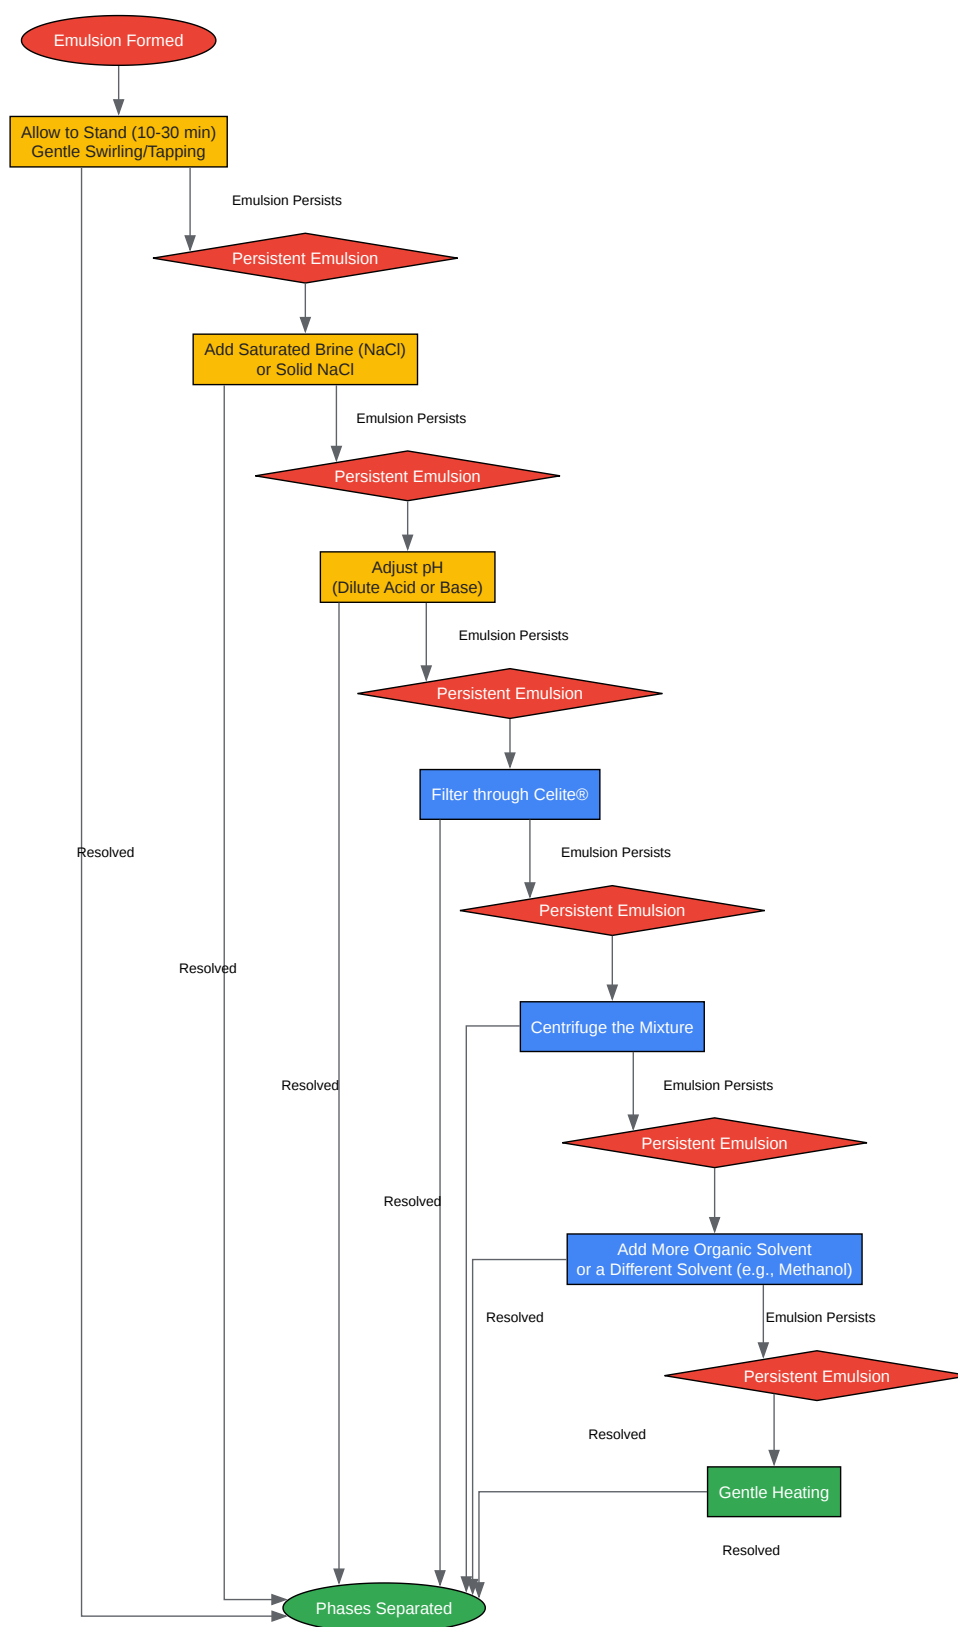 Emulsion Formed
Allow to Stand (10-30 min)
Gentle Swirling/Tapping
Emulsion Persists
Persistent Emulsion
Add Saturated Brine (NaCl)
or Solid NaCl
Emulsion Persists
Persistent Emulsion
Adjust pH
(Dilute Acid or Base)
Emulsion Persists
Persistent Emulsion
Filter through Celite®
Resolved
Emulsion Persists
Persistent Emulsion
Resolved
Centrifuge the Mixture
Resolved
Emulsion Persists
Persistent Emulsion
Resolved
Add More Organic Solvent
or a Different Solvent (e.g., Methanol)
Resolved
Emulsion Persists
Persistent Emulsion
Resolved
Gentle Heating
Resolved
Phases Separated